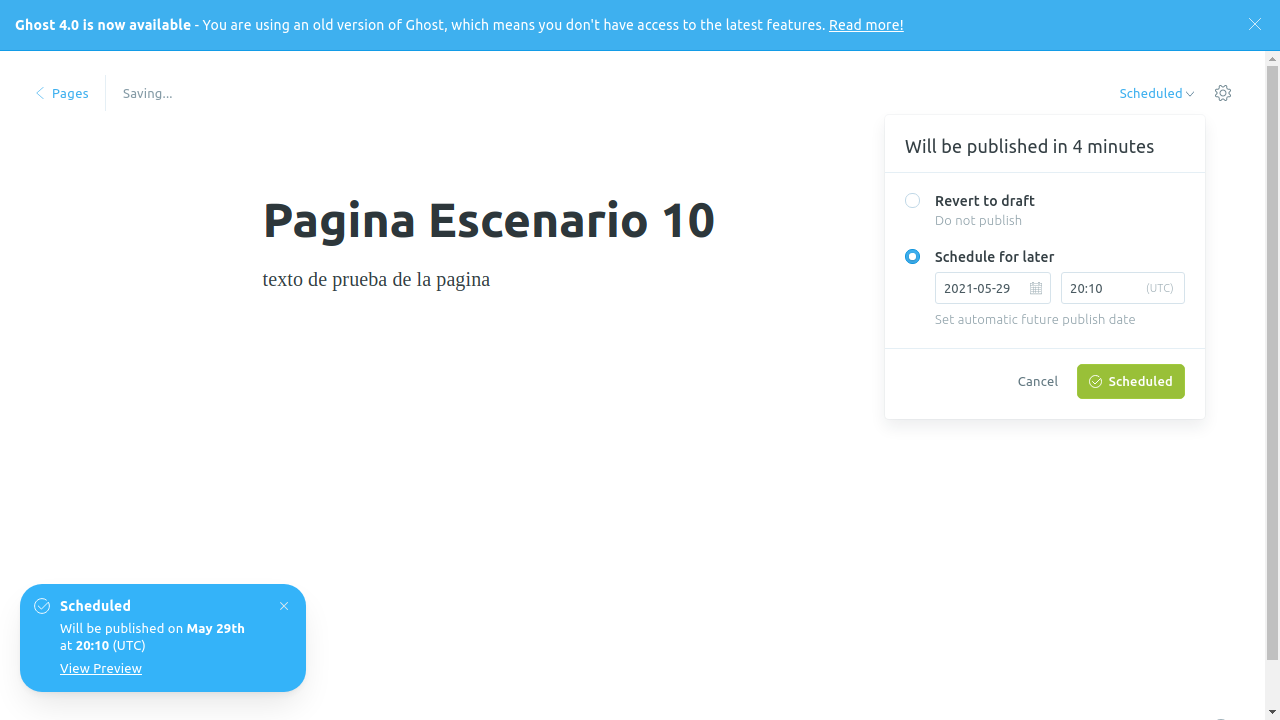 Ghost 4.0 is now available - You are using an old version of Ghost, which means you don't have access to the latest features. Read more!
Pages
Saving...
Scheduled
Will be published in 4 minutes
Pagina Escenario 10
texto de prueba de la pagina
Revert to draft
Do not publish
Schedule for later
2021-05-29
20:10 (UTC)
Set automatic future publish date
Cancel
Scheduled
Scheduled
Will be published on May 29th
at 20:10 (UTC)
View Preview